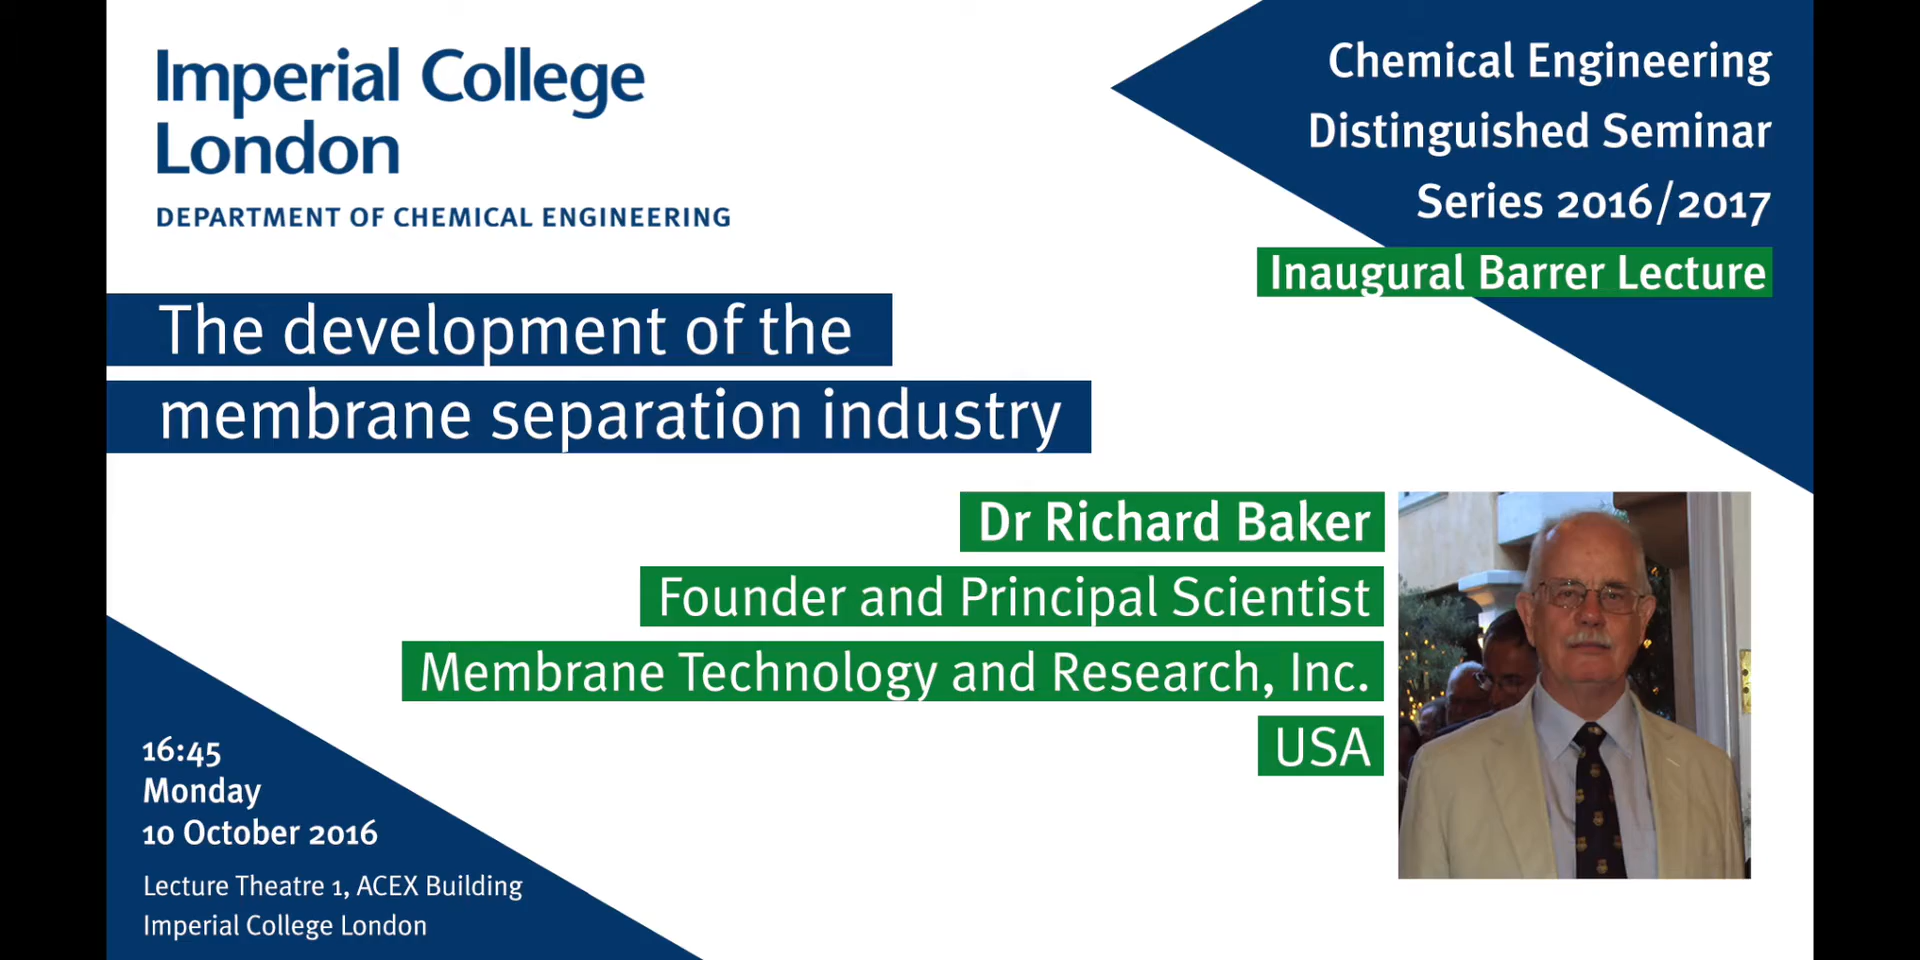 Imperial College
London
DEPARTMENT OF CHEMICAL ENGINEERING
Chemical Engineering
Distinguished Seminar
Series 2016/2017
Inaugural Barrer Lecture
The development of the
membrane separation industry
Dr Richard Baker
Founder and Principal Scientist
Membrane Technology and Research, Inc.
USA
16:45
Monday
10 October 2016
Lecture Theatre 1, ACEX Building
Imperial College London